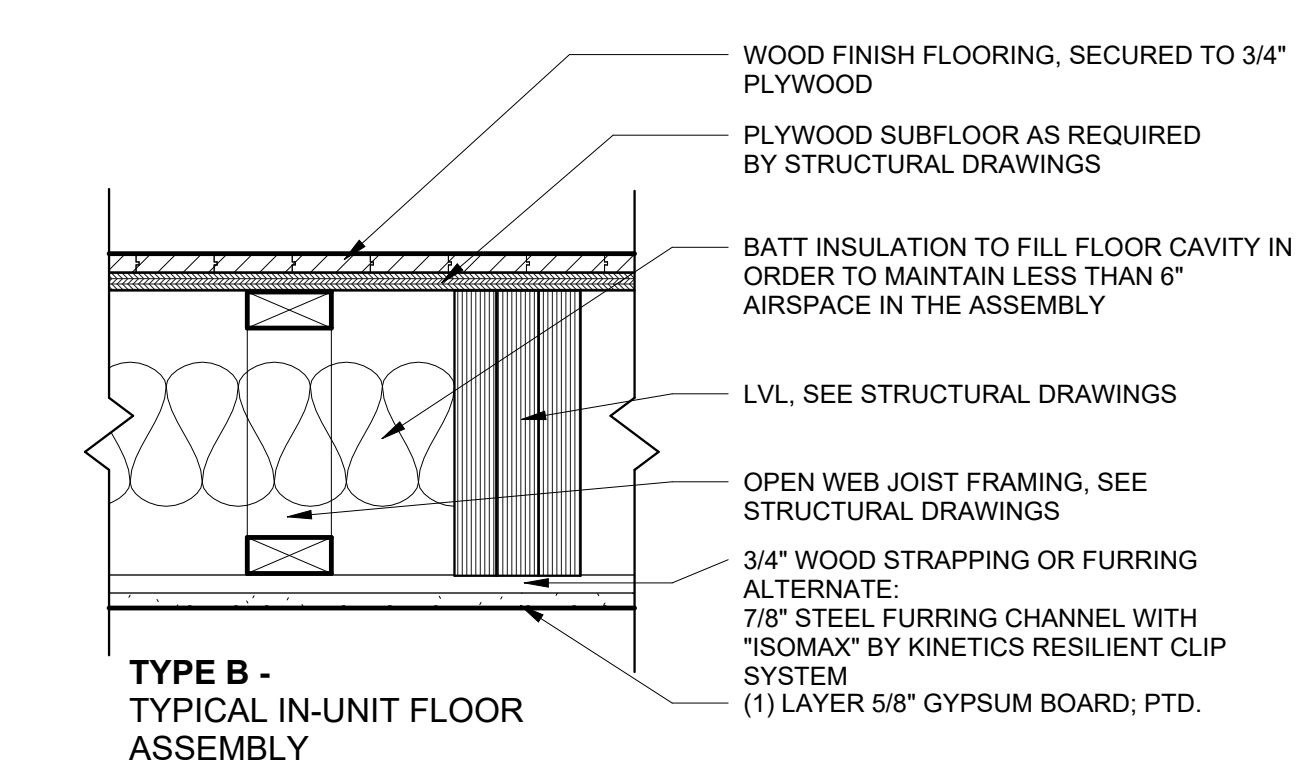 WOOD FINISH FLOORING, SECURED TO 3/4"
PLYWOOD
PLYWOOD SUBFLOOR AS REQUIRED
BY STRUCTURAL DRAWINGS
BATT INSULATION TO FILL FLOOR CAVITY IN
ORDER TO MAINTAIN LESS THAN 6"
AIRSPACE IN THE ASSEMBLY
LVL, SEE STRUCTURAL DRAWINGS
OPEN WEB JOIST FRAMING, SEE
STRUCTURAL DRAWINGS
3/4" WOOD STRAPPING OR FURRING
ALTERNATE:
7/8" STEEL FURRING CHANNEL WITH
"ISOMAX" BY KINETICS RESILIENT CLIP
SYSTEM
(1) LAYER 5/8" GYPSUM BOARD; PTD.
TYPE B -
TYPICAL IN-UNIT FLOOR
ASSEMBLY